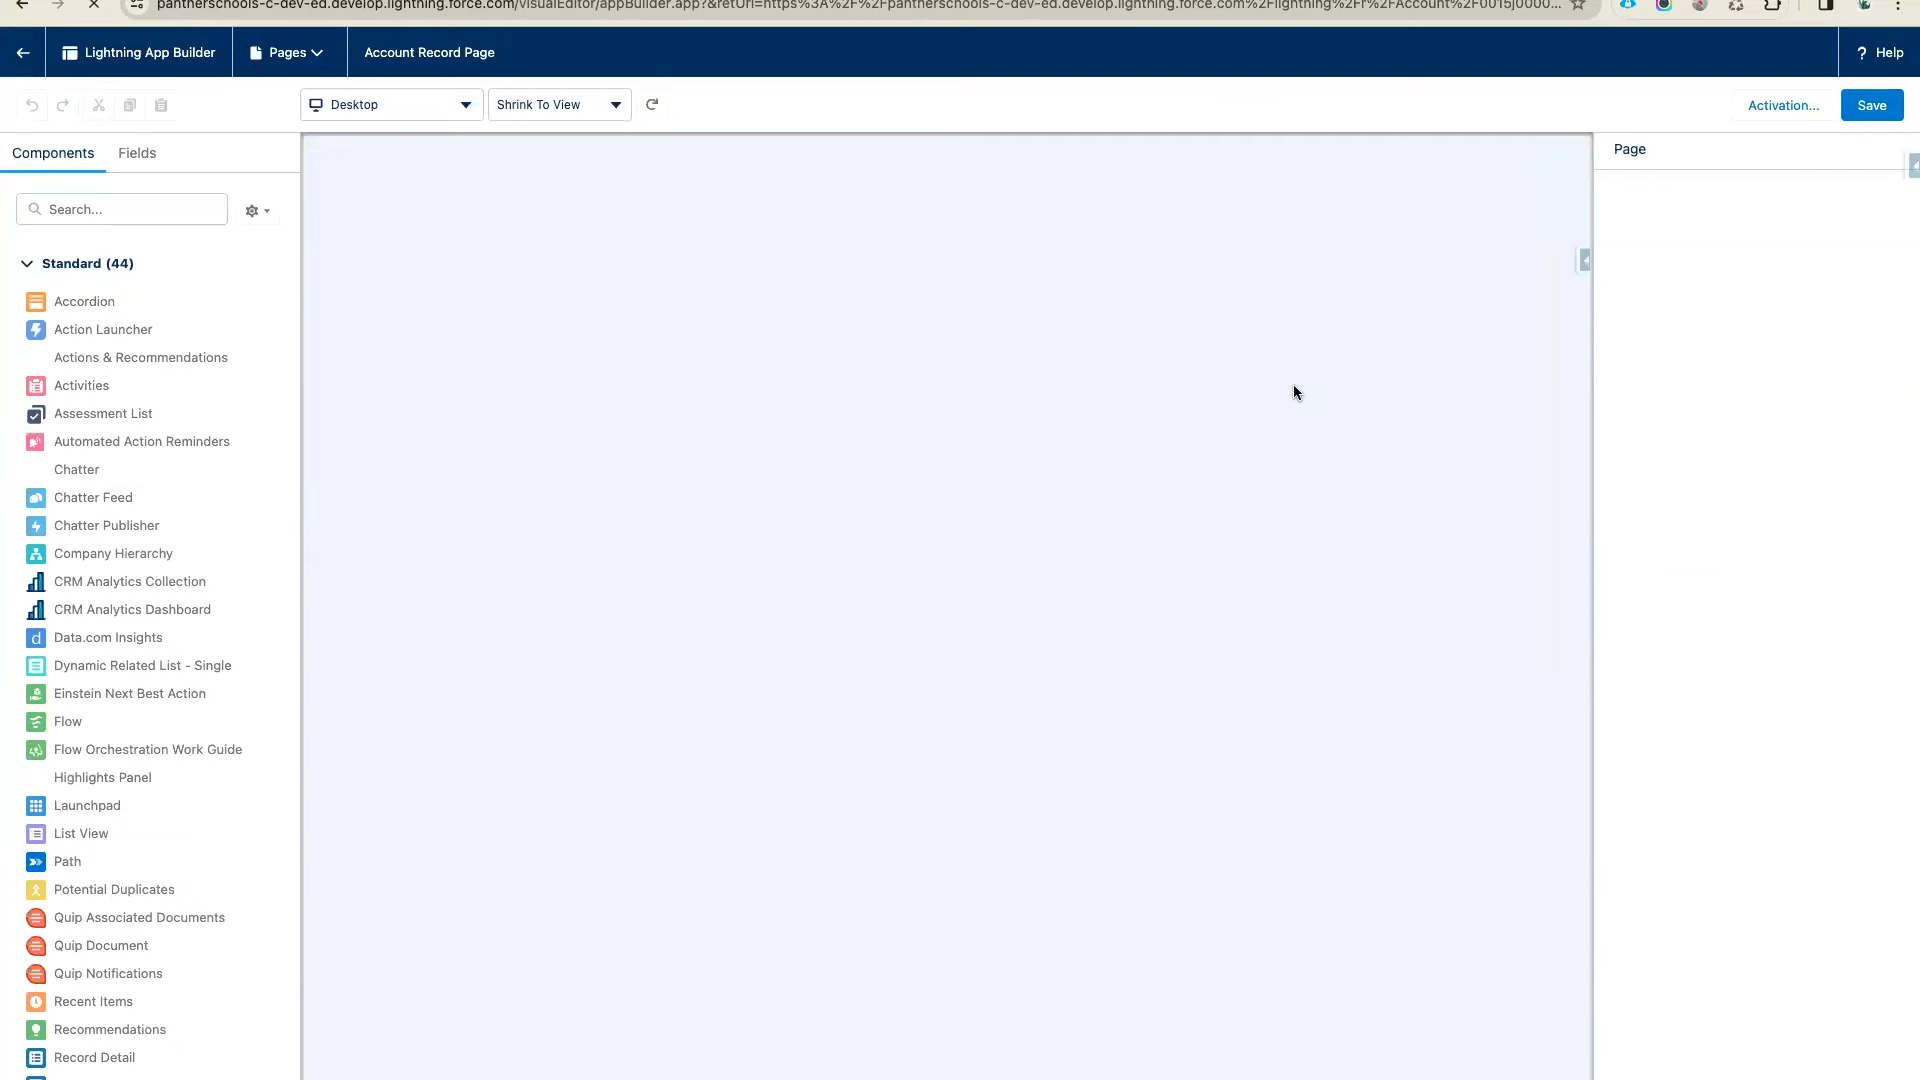 pantherschools-c-dev-ed.develop.lightning.force.com/visualEditor/appBuilder.app?&retUrl=https%3A%2F%2Fpantherschools-c-dev-ed.develop.lightning.force.com%2Flightning%2Fr%2FAccount%2F0015j0000...
Lightning App Builder
Pages
Account Record Page
? Help
Desktop
Shrink To View
Activation...
Save
Components
Fields
Page
Search...
Standard (44)
Accordion
Action Launcher
Actions & Recommendations
Activities
Assessment List
Automated Action Reminders
Chatter
Chatter Feed
Chatter Publisher
Company Hierarchy
CRM Analytics Collection
CRM Analytics Dashboard
d Data.com Insights
Dynamic Related List - Single
Einstein Next Best Action
Flow
Flow Orchestration Work Guide
Highlights Panel
Launchpad
List View
Path
Potential Duplicates
Quip Associated Documents
Quip Document
Quip Notifications
Recent Items
Recommendations
Record Detail